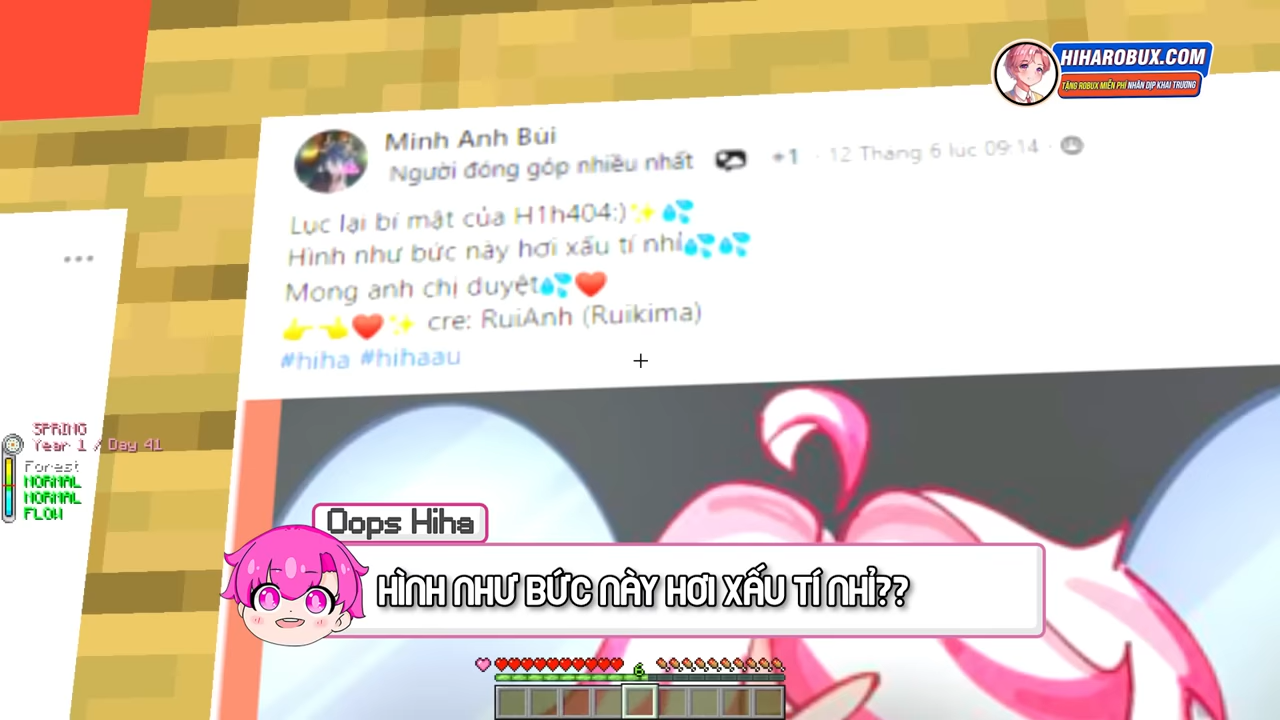 HIHAROBUX.COM
TẶNG ROBUX MIỄN PHÍ NHÂN DỊP KHAI TRƯƠNG
Minh Anh Bùi
Người đóng góp nhiều nhất +1 · 12 Tháng 6 lúc 09:14 ·
Lục lại bí mật của H1h404:)✨💦
Hình như bức này hơi xấu tí nhỉ💦💦
Mong anh chị duyệt💦❤️
👉👈❤️✨ cre: RuiAnh (Ruikima)
#hiha #hihaau
SPRING
Year 1 / Day 41
Forest
NORMAL
NORMAL
FLOW
Oops Hiha
HÌNH NHƯ BỨC NÀY HƠI XẤU TÍ NHỈ??
6